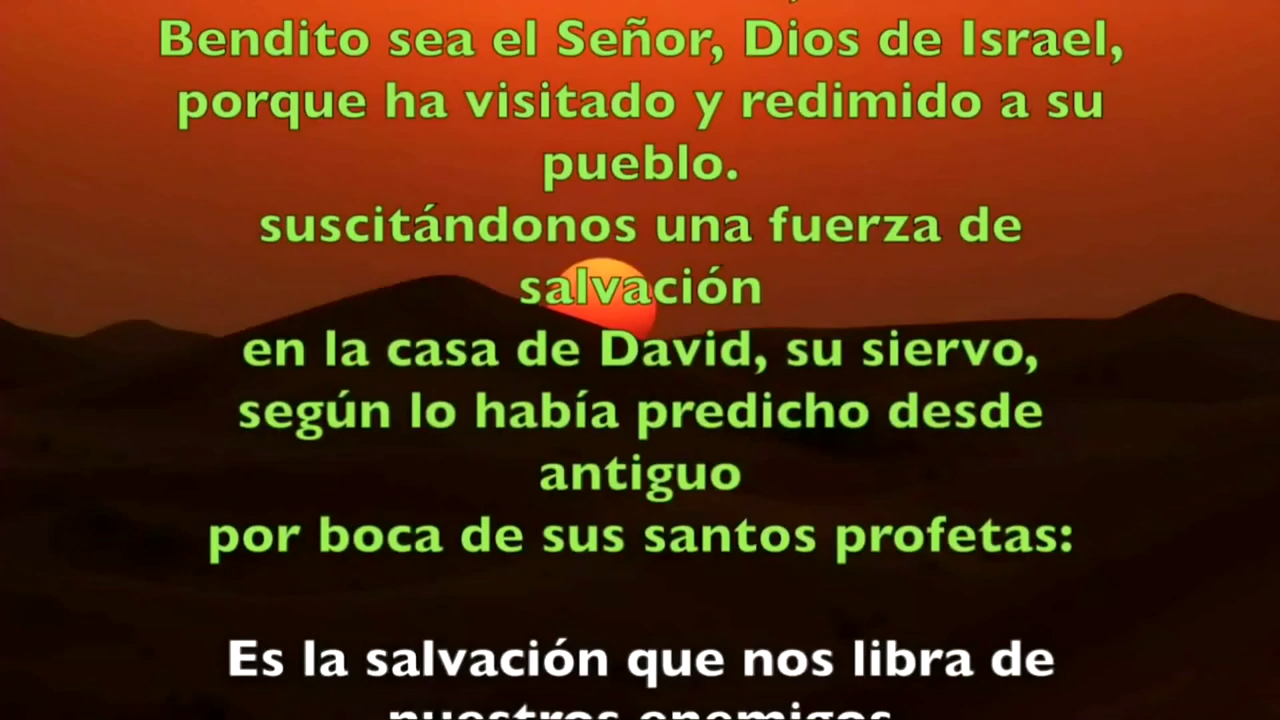 Bendito sea el Señor, Dios de Israel,
porque ha visitado y redimido a su
pueblo.
suscitándonos una fuerza de
salvación
en la casa de David, su siervo,
según lo había predicho desde
antiguo
por boca de sus santos profetas:
Es la salvación que nos libra de
nuestros enemigos